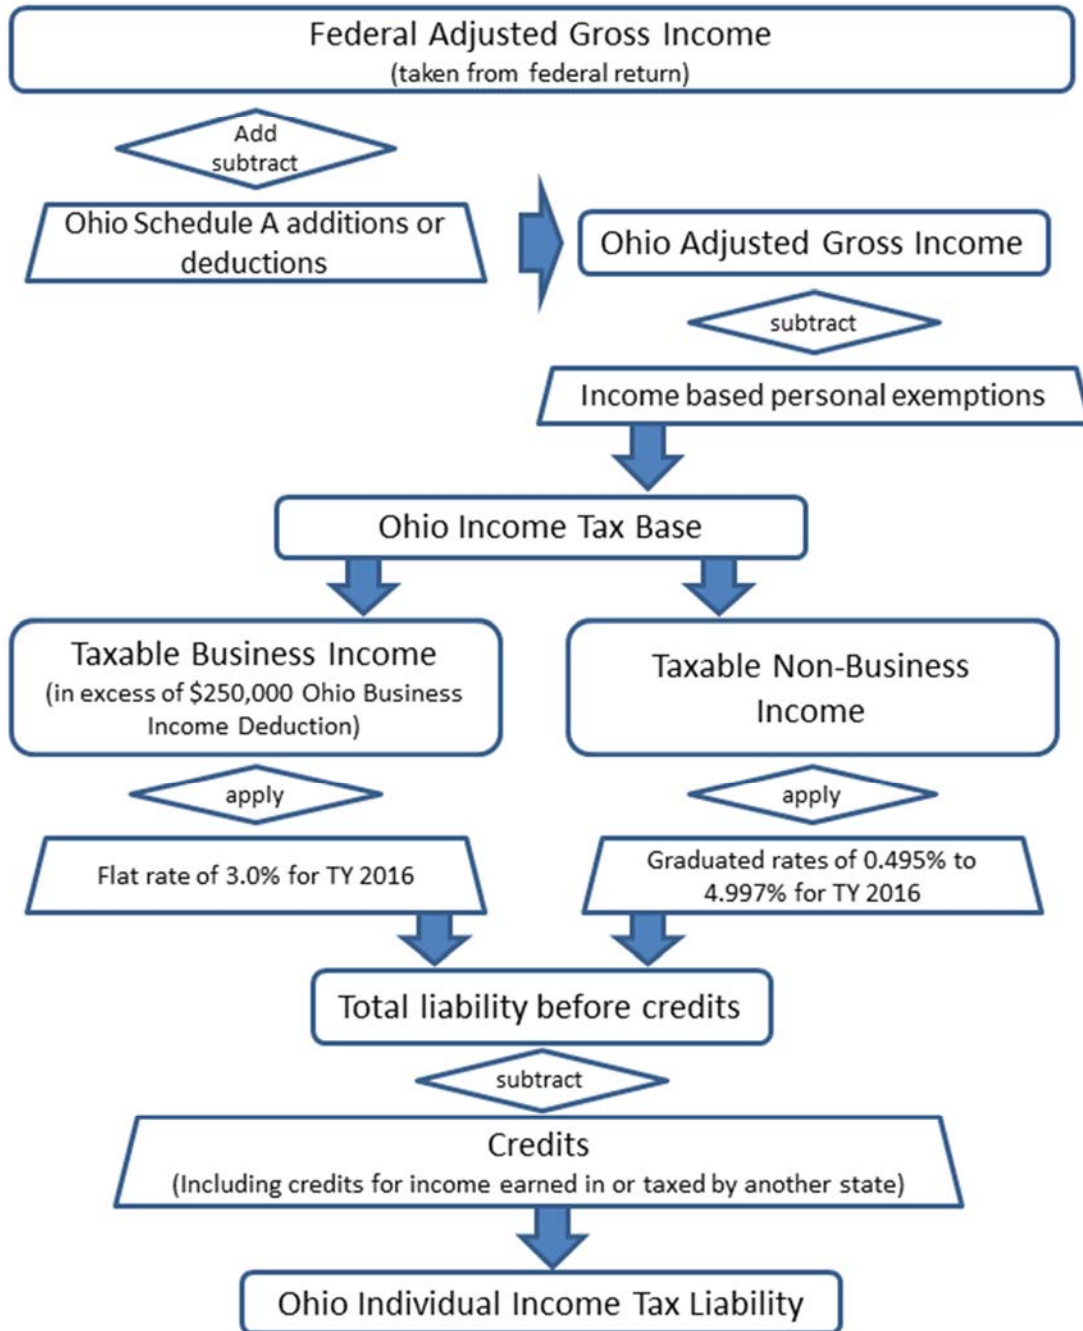 Federal Adjusted Gross Income
(taken from federal return)
Add
subtract
Ohio Schedule A additions or
deductions
Ohio Adjusted Gross Income
subtract
Income based personal exemptions
Ohio Income Tax Base
Taxable Business Income
(in excess of $250,000 Ohio Business
Income Deduction)
Taxable Non-Business
Income
apply
apply
Flat rate of 3.0% for TY 2016
Graduated rates of 0.495% to
4.997% for TY 2016
Total liability before credits
subtract
Credits
(Including credits for income earned in or taxed by another state)
Ohio Individual Income Tax Liability